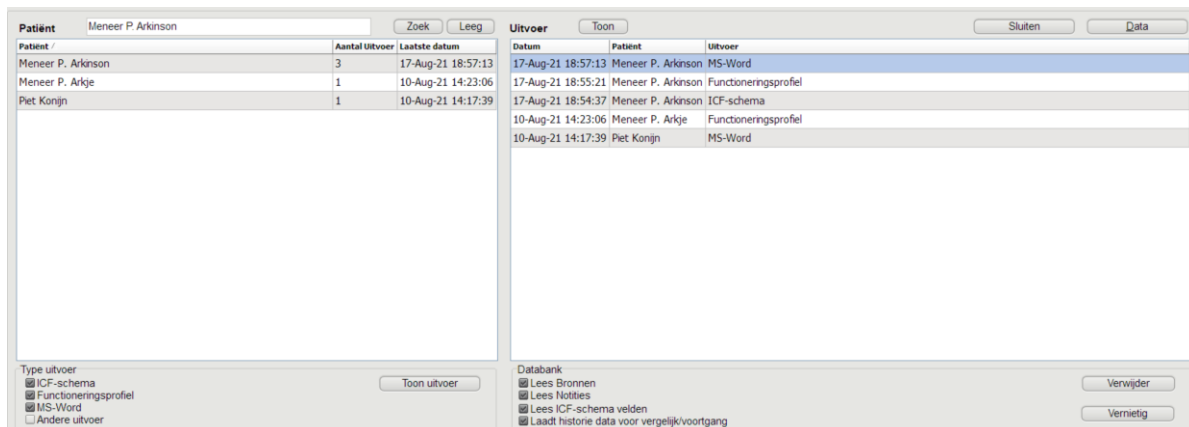 Patiënt Meneer P. Arkinson Zoek Leeg
Patiënt Aantal Uitvoer Laatste datum
Meneer P. Arkinson 3 17-Aug-21 18:57:13
Meneer P. Arkje 1 10-Aug-21 14:23:06
Piet Konijn 1 10-Aug-21 14:17:39
Type uitvoer
ICF-schema
Functioneringsprofiel
MS-Word
Andere uitvoer
Toon uitvoer
Uitvoer Toon Sluiten Data
Datum Patiënt Uitvoer
17-Aug-21 18:57:13 Meneer P. Arkinson MS-Word
17-Aug-21 18:55:21 Meneer P. Arkinson Functioneringsprofiel
17-Aug-21 18:54:37 Meneer P. Arkinson ICF-schema
10-Aug-21 14:23:06 Meneer P. Arkje Functioneringsprofiel
10-Aug-21 14:17:39 Piet Konijn MS-Word
Databank
Lees Bronnen
Lees Notities
Lees ICF-schema velden
Laadt historie data voor vergelijk/voortgang
Verwijder
Vernietig